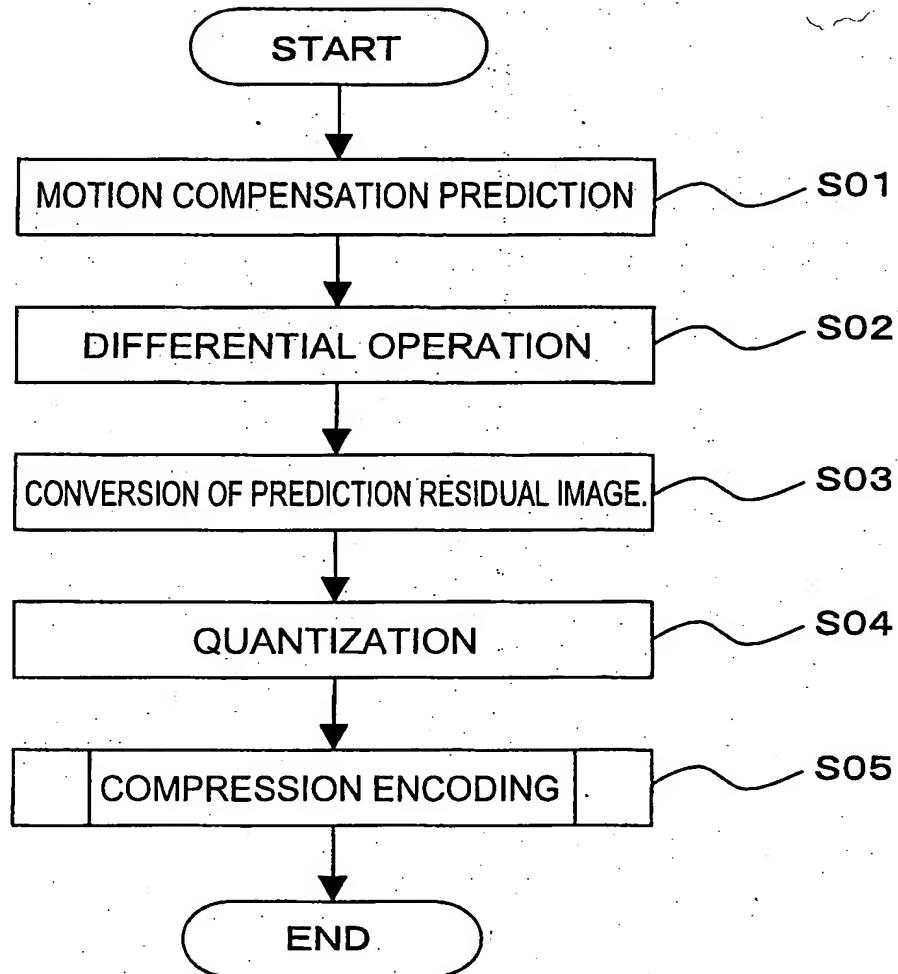 START
MOTION COMPENSATION PREDICTION
S01
DIFFERENTIAL OPERATION
S02
CONVERSION OF PREDICTION RESIDUAL IMAGE.
S03
QUANTIZATION
S04
COMPRESSION ENCODING
S05
END